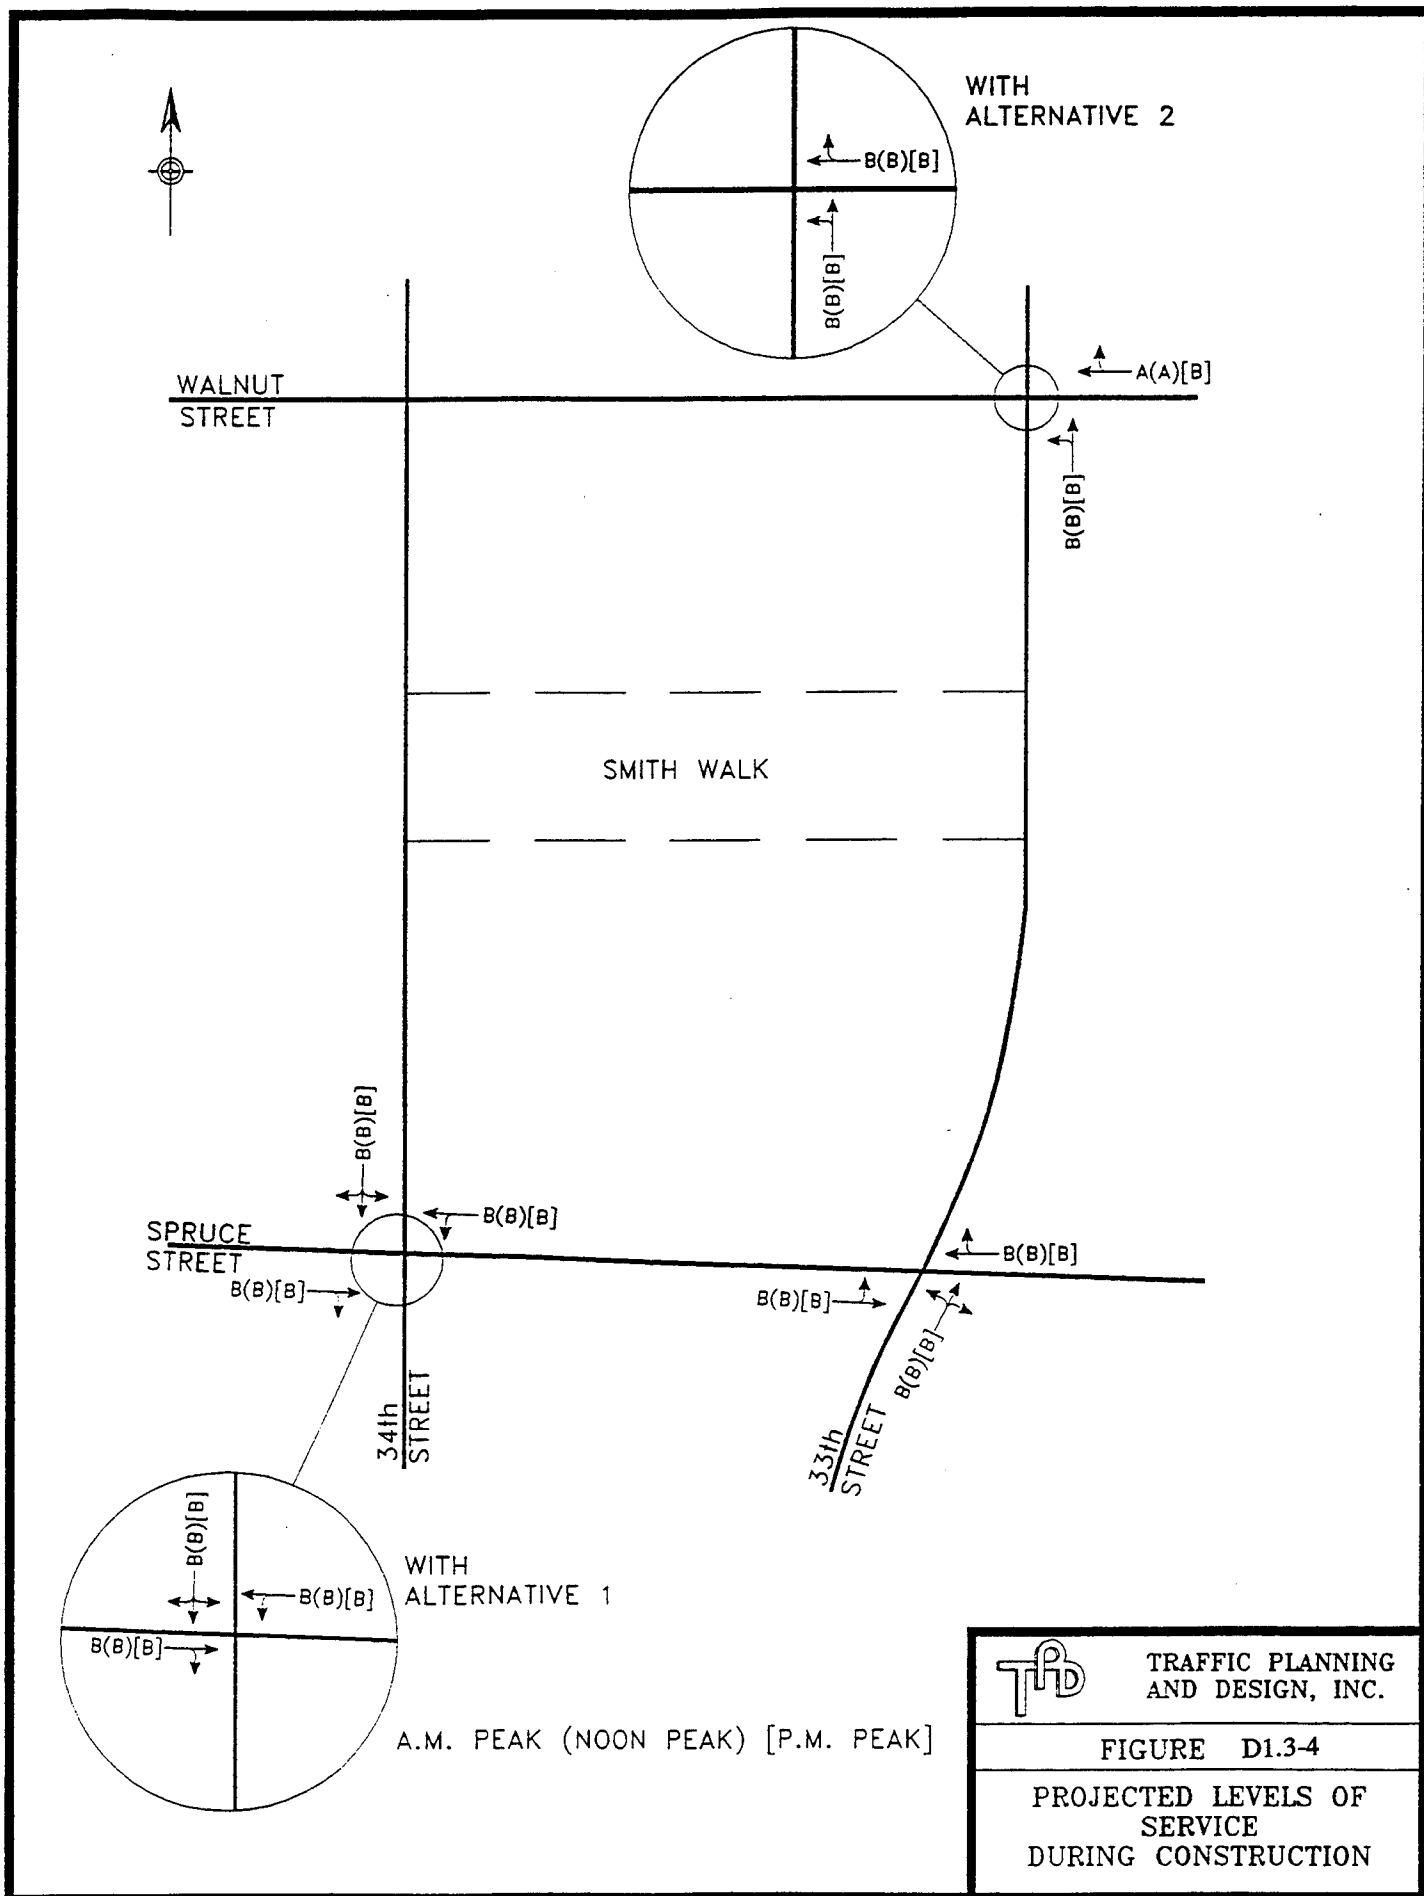 WITH
ALTERNATIVE 2
B(B)[B]
B(B)[B]
WALNUT
STREET
A(A)[B]
B(B)[B]
SMITH WALK
B(B)[B]
B(B)[B]
SPRUCE
STREET
B(B)[B]
B(B)[B]
B(B)[B]
B(B)[B]
34th
STREET
33th
STREET
B(B)[B]
WITH
ALTERNATIVE 1
B(B)[B]
B(B)[B]
A.M. PEAK (NOON PEAK) [P.M. PEAK]
TPD
TRAFFIC PLANNING
AND DESIGN, INC.
FIGURE D1.3-4
PROJECTED LEVELS OF
SERVICE
DURING CONSTRUCTION